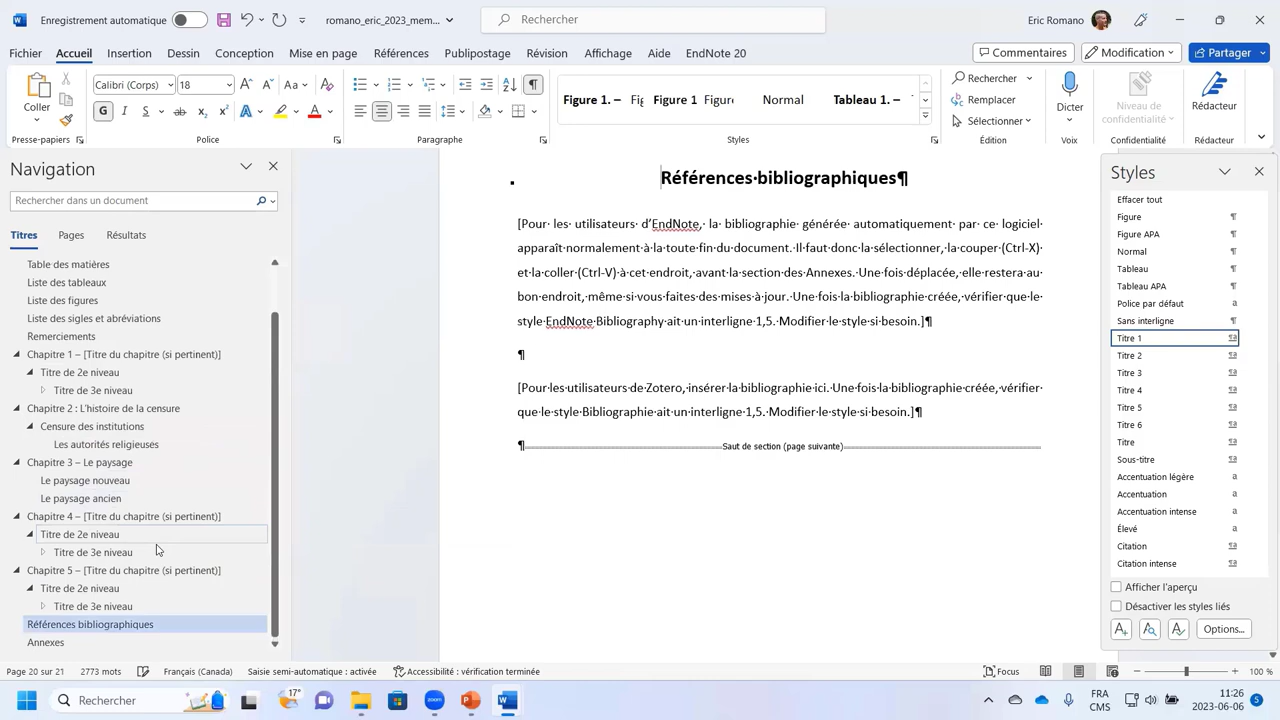 Enregistrement automatique
romano_eric_2023_mem...
Rechercher
Eric Romano
Fichier
Accueil
Insertion
Dessin
Conception
Mise en page
Références
Publipostage
Révision
Affichage
Aide
EndNote 20
Commentaires
Modification
Partager
Coller
Calibri (Corps)
18
G I S ab x₂ x² A A
Figure 1. –
Fig
Figure 1
Figure
Normal
Tableau 1. –
Rechercher
Remplacer
Sélectionner
Dicter
Niveau de
confidentialité
Rédacteur
Presse-papiers
Police
Paragraphe
Styles
Édition
Voix
Confidentialité
Rédacteur
Navigation
Rechercher dans un document
Titres
Pages
Résultats
Table des matières
Liste des tableaux
Liste des figures
Liste des sigles et abréviations
Remerciements
Chapitre 1 – [Titre du chapitre (si pertinent)]
Titre de 2e niveau
Titre de 3e niveau
Chapitre 2 : L'histoire de la censure
Censure des institutions
Les autorités religieuses
Chapitre 3 – Le paysage
Le paysage nouveau
Le paysage ancien
Chapitre 4 – [Titre du chapitre (si pertinent)]
Titre de 2e niveau
Titre de 3e niveau
Chapitre 5 – [Titre du chapitre (si pertinent)]
Titre de 2e niveau
Titre de 3e niveau
Références bibliographiques
Annexes
Références·bibliographiques¶
[Pour·les·utilisateurs·d'EndNote,·la·bibliographie·générée·automatiquement·par·ce·logiciel·
apparaît·normalement·à·la·toute·fin·du·document.·Il·faut·donc·la·sélectionner,·la·couper·(Ctrl-X)·
et·la·coller·(Ctrl-V)·à·cet·endroit,·avant·la·section·des·Annexes.·Une·fois·déplacée,·elle·restera·au·
bon·endroit,·même·si·vous·faites·des·mises·à·jour.·Une·fois·la·bibliographie·créée,·vérifier·que·le·
style·EndNote·Bibliography·ait·un·interligne·1,5.·Modifier·le·style·si·besoin.]¶
¶
[Pour·les·utilisateurs·de·Zotero,·insérer·la·bibliographie·ici.·Une·fois·la·bibliographie·créée,·vérifier·
que·le·style·Bibliographie·ait·un·interligne·1,5.·Modifier·le·style·si·besoin.]¶
¶
Saut de section (page suivante)
Styles
Effacer tout
Figure ¶
Figure APA ¶
Normal ¶
Tableau ¶
Tableau APA ¶
Police par défaut a
Sans interligne ¶
Titre 1 ¶a
Titre 2 ¶a
Titre 3 ¶a
Titre 4 ¶a
Titre 5 ¶a
Titre 6 ¶a
Titre ¶a
Sous-titre ¶a
Accentuation légère a
Accentuation a
Accentuation intense a
Élevé a
Citation ¶a
Citation intense ¶a
Afficher l'aperçu
Désactiver les styles liés
Options...
Page 20 sur 21
2773 mots
Français (Canada)
Saisie semi-automatique : activée
Accessibilité : vérification terminée
Focus
100 %
Rechercher
17°
zoom
FRA
CMS
11:26
2023-06-06
5